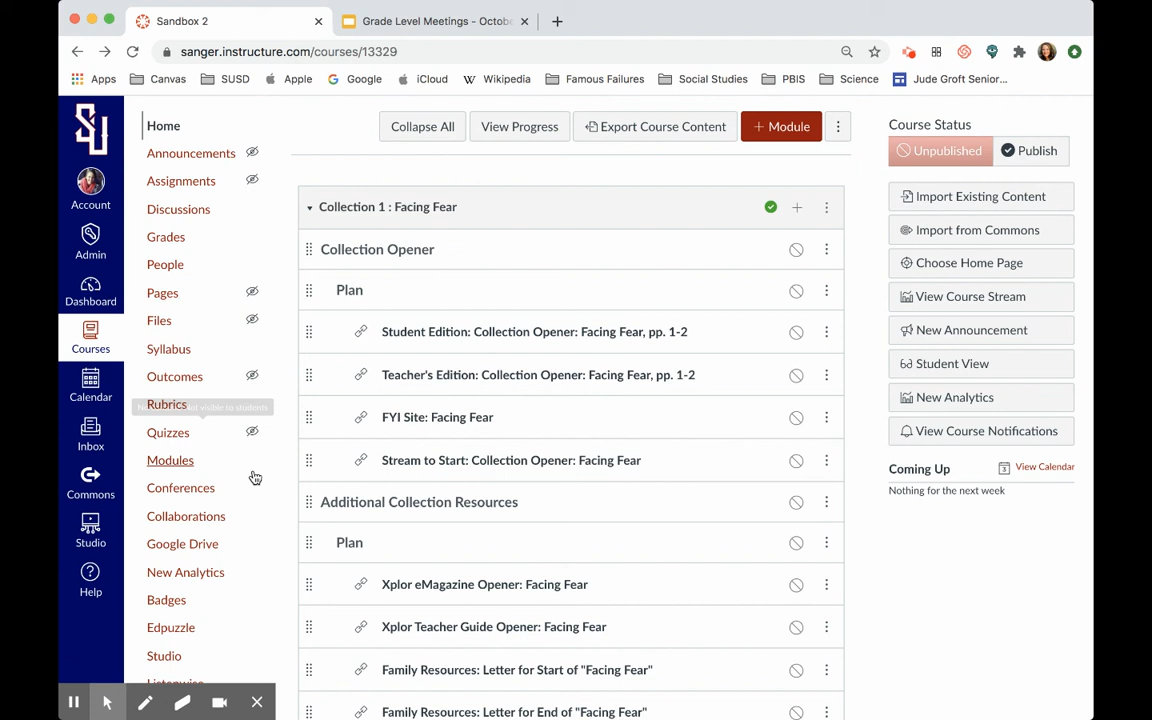 Sandbox 2
Grade Level Meetings - Octobe
sanger.instructure.com/courses/13329
Apps
Canvas
SUSD
Apple
Google
iCloud
W Wikipedia
Famous Failures
Social Studies
PBIS
Science
Jude Groft Senior...
SU
Account
Admin
Dashboard
Courses
Calendar
Inbox
Commons
Studio
Help
Home
Announcements
Assignments
Discussions
Grades
People
Pages
Files
Syllabus
Outcomes
Rubrics
Quizzes
Modules
Conferences
Collaborations
Google Drive
New Analytics
Badges
Edpuzzle
Studio
Collapse All
View Progress
Export Course Content
+ Module
Collection 1 : Facing Fear
Collection Opener
Plan
Student Edition: Collection Opener: Facing Fear, pp. 1-2
Teacher's Edition: Collection Opener: Facing Fear, pp. 1-2
FYI Site: Facing Fear
Stream to Start: Collection Opener: Facing Fear
Additional Collection Resources
Plan
Xplor eMagazine Opener: Facing Fear
Xplor Teacher Guide Opener: Facing Fear
Family Resources: Letter for Start of "Facing Fear"
Family Resources: Letter for End of "Facing Fear"
Course Status
Unpublished
Publish
Import Existing Content
Import from Commons
Choose Home Page
View Course Stream
New Announcement
Student View
New Analytics
View Course Notifications
Coming Up
3 View Calendar
Nothing for the next week